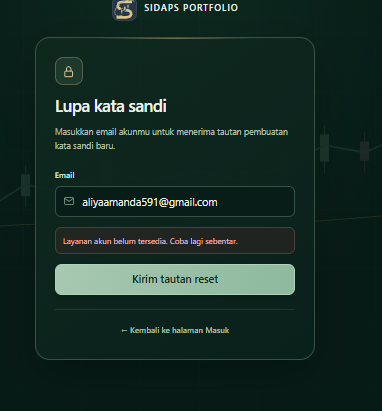 SIDAPS PORTFOLIO
Lupa kata sandi
Masukkan email akunmu untuk menerima tautan pembuatan
kata sandi baru.
Email
aliyaamanda591@gmail.com
Layanan akun belum tersedia. Coba lagi sebentar.
Kirim tautan reset
← Kembali ke halaman Masuk